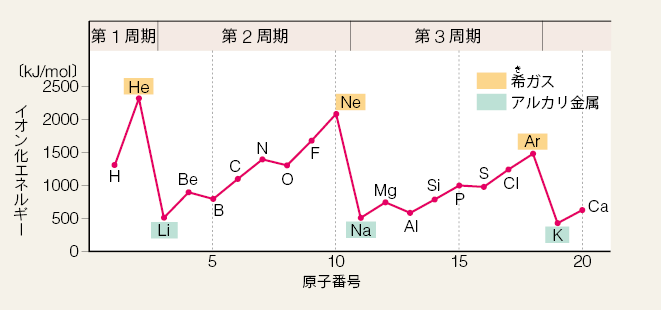 第1周期 第2周期 第3周期
〔kJ/mol〕
イオン化エネルギー
2500
2000
1500
1000
500
0
き
希ガス
アルカリ金属
H
He
Li
Be
B
C
N
O
F
Ne
Na
Mg
Al
Si
P
S
Cl
Ar
K
Ca
5 10 15 20
原子番号